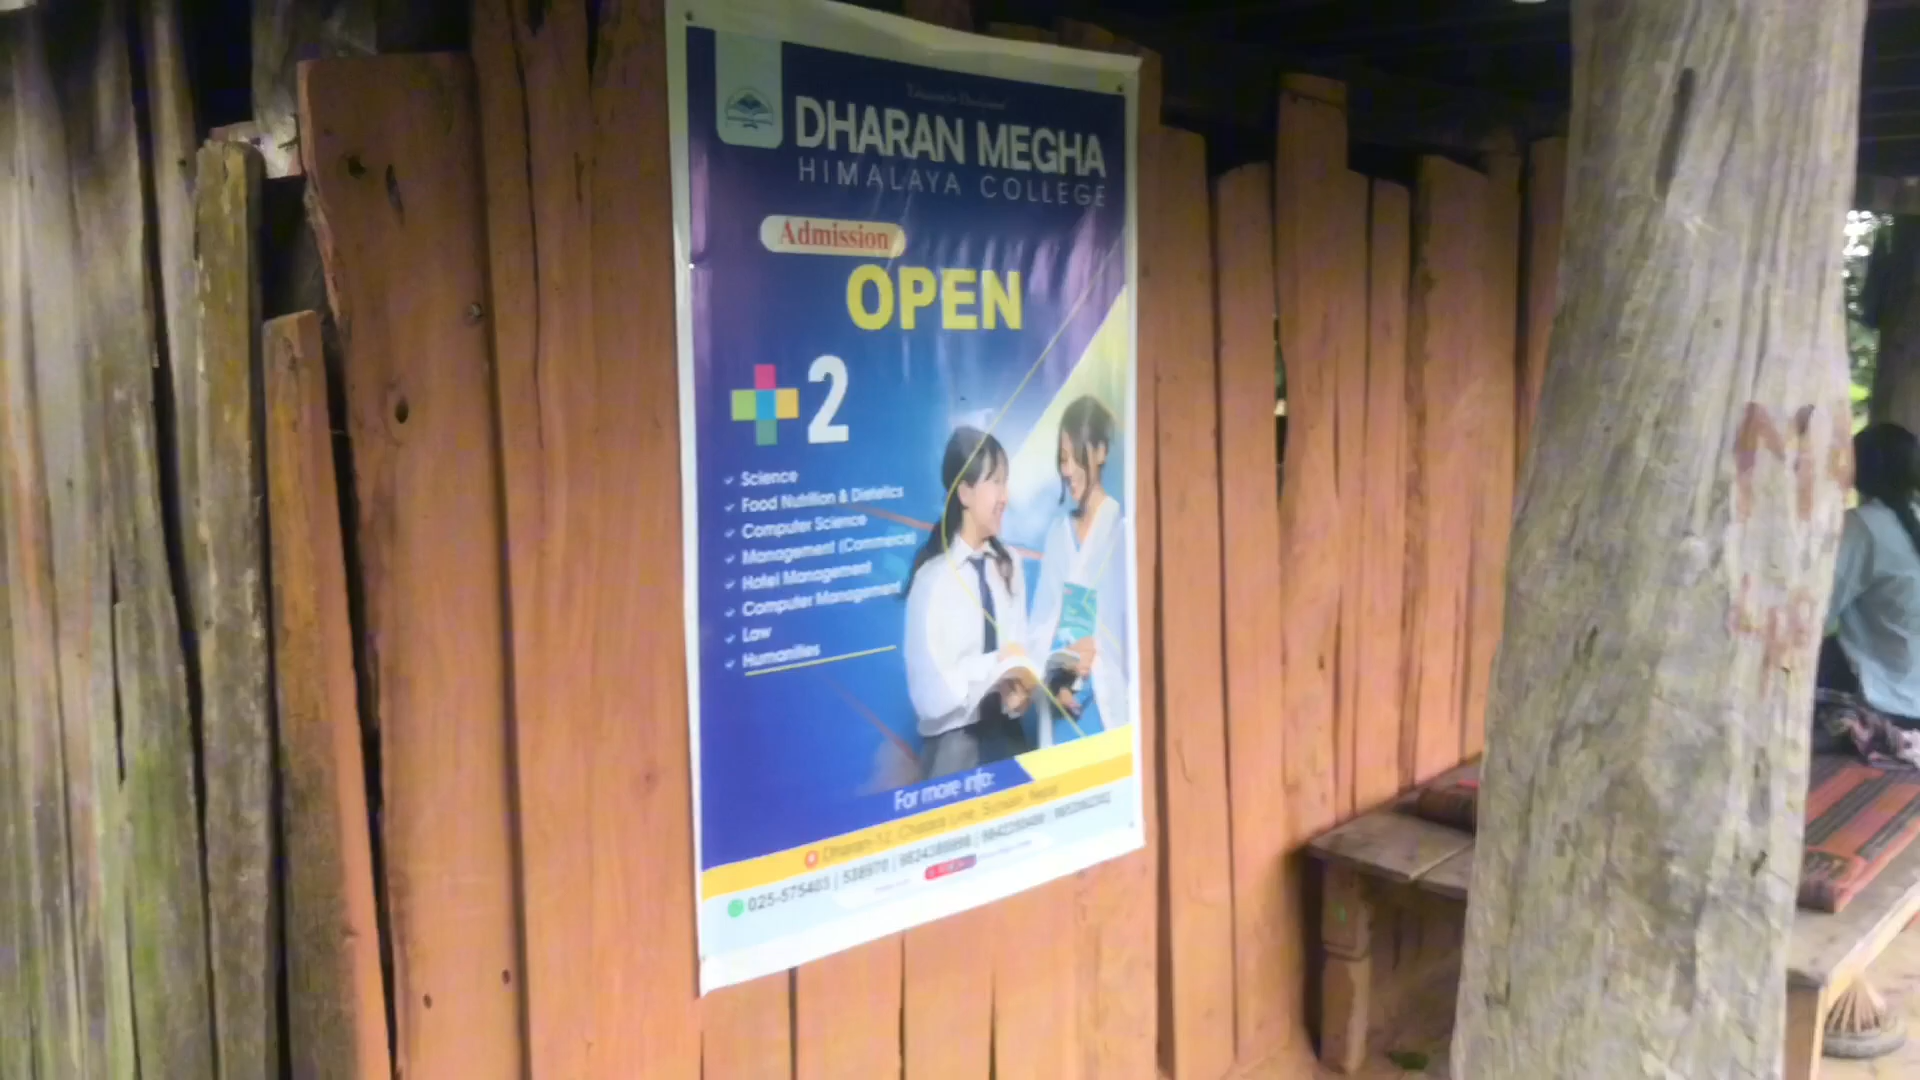 DHARAN MEGHA
HIMALAYA COLLEGE
Admission
OPEN
+2
Science
Food Nutrition & Dietetics
Computer Science
Management (Commerce)
Hotel Management
Computer Management
Law
Humanities
For more info:
Dharan-12, Chatara Line, Sunsari, Nepal
025-575403 | 538970 |